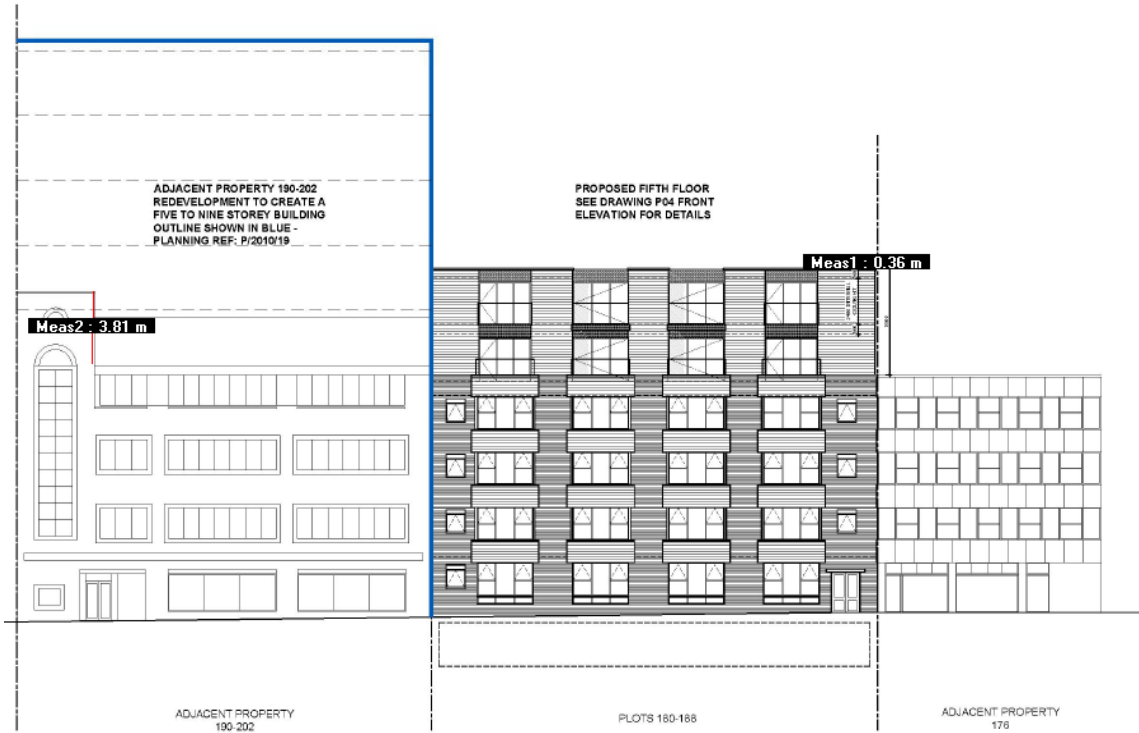 ADJACENT PROPERTY 190-202
REDEVELOPMENT TO CREATE A
FIVE TO NINE STOREY BUILDING
OUTLINE SHOWN IN BLUE -
PLANNING REF: P/2010/19
PROPOSED FIFTH FLOOR
SEE DRAWING P04 FRONT
ELEVATION FOR DETAILS
Meas1 : 0.36 m
Meas2 : 3.81 m
ADJACENT PROPERTY
190-202
PLOTS 180-188
ADJACENT PROPERTY
176